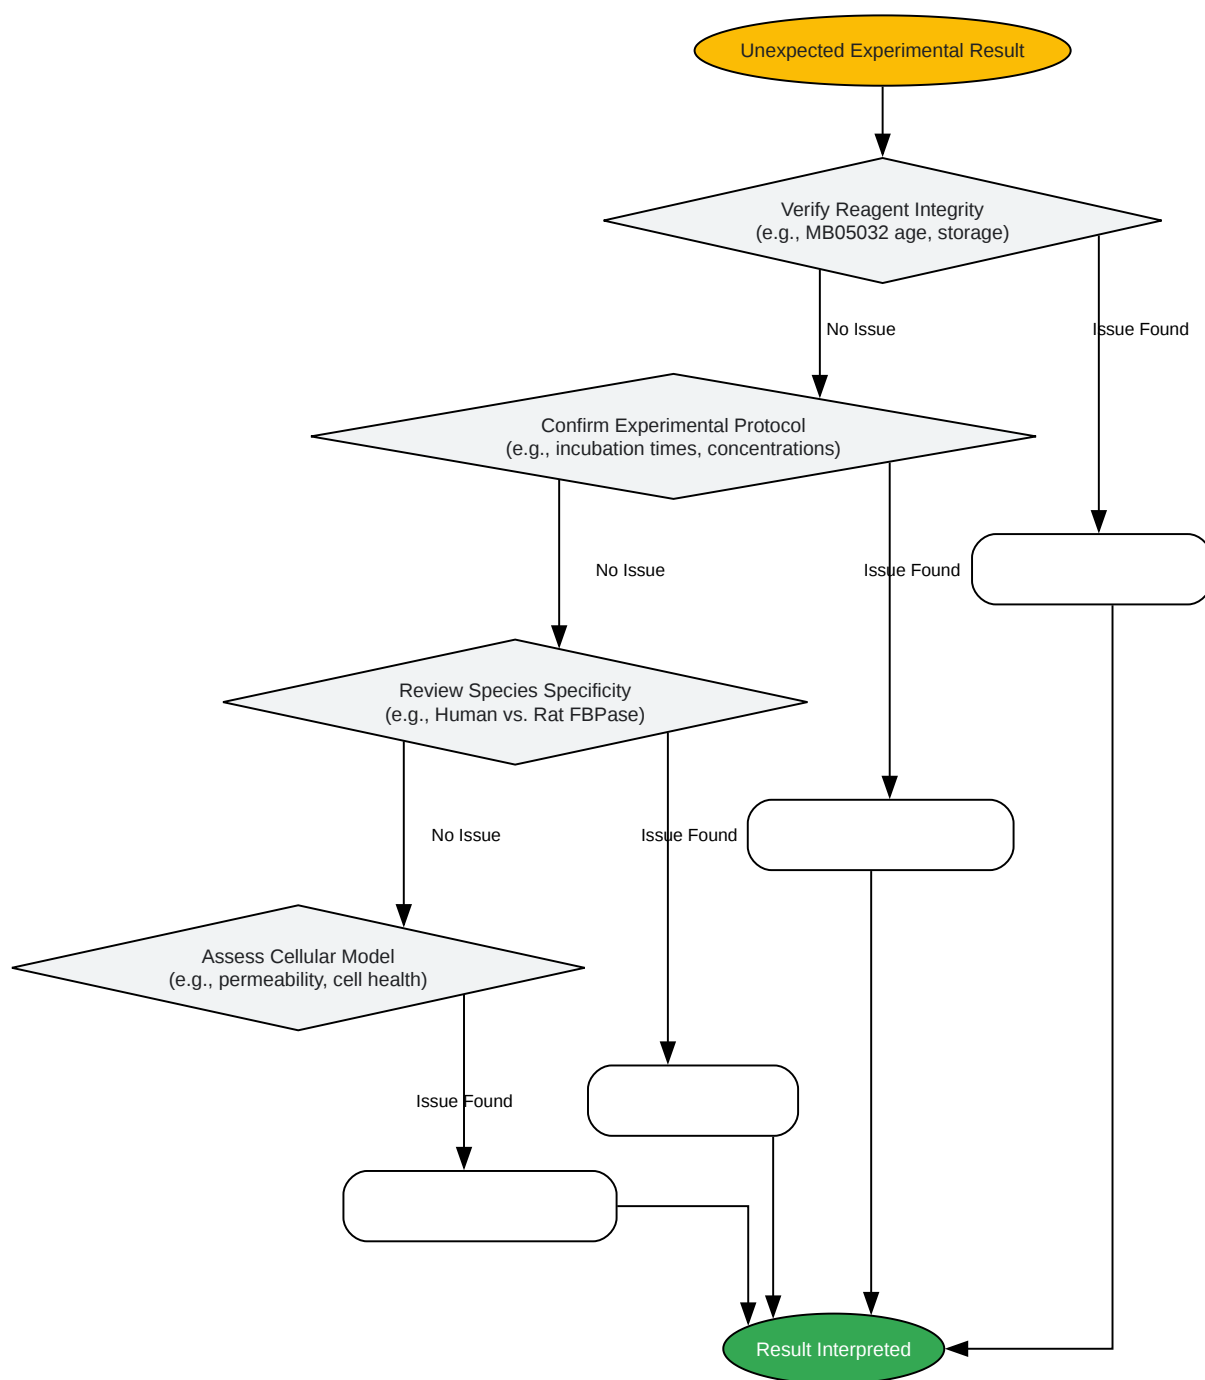 Unexpected Experimental Result
Verify Reagent Integrity
(e.g., MB05032 age, storage)
No Issue
Issue Found
Confirm Experimental Protocol
(e.g., incubation times, concentrations)
No Issue
Issue Found
Review Species Specificity
(e.g., Human vs. Rat FBPase)
No Issue
Issue Found
Assess Cellular Model
(e.g., permeability, cell health)
Issue Found
Result Interpreted